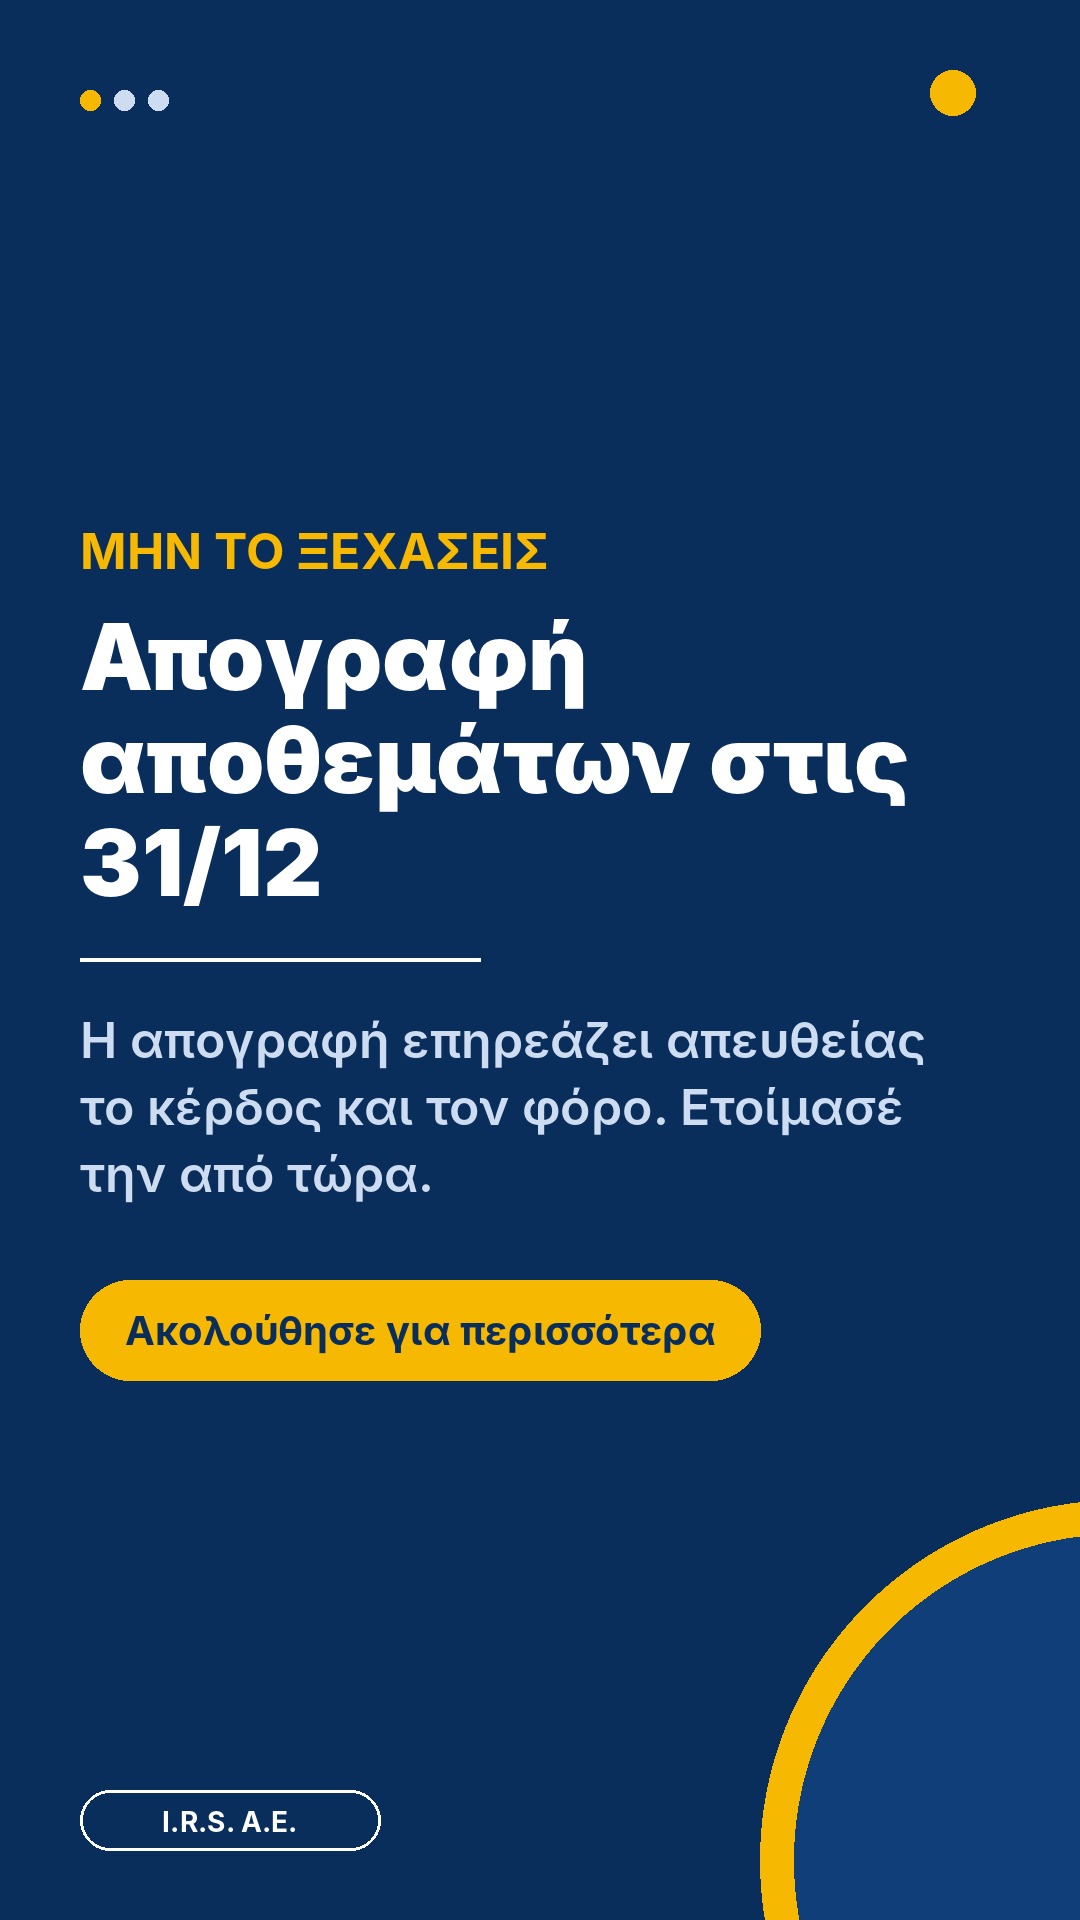 ΜΗΝ ΤΟ ΞΕΧΑΣΕΙΣ
Απογραφή
αποθεμάτων στις
31/12
Η απογραφή επηρεάζει απευθείας
το κέρδος και τον φόρο. Ετοίμασέ
την από τώρα.
Ακολούθησε για περισσότερα
I.R.S. A.E.